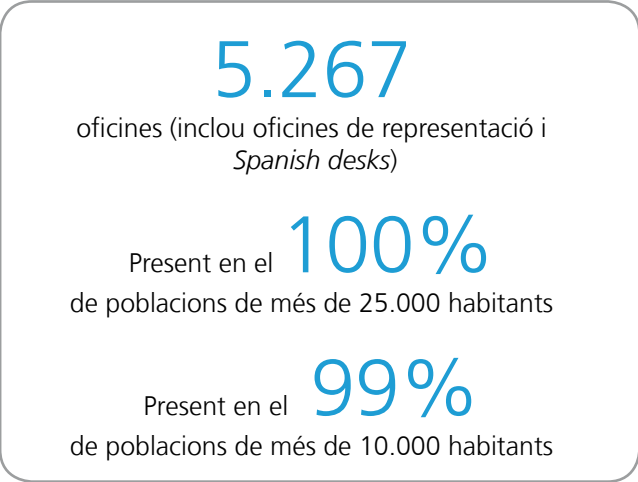 5.267
oficines (inclou oficines de representació i
Spanish desks)
Present en el 100%
de poblacions de més de 25.000 habitants
Present en el 99%
de poblacions de més de 10.000 habitants